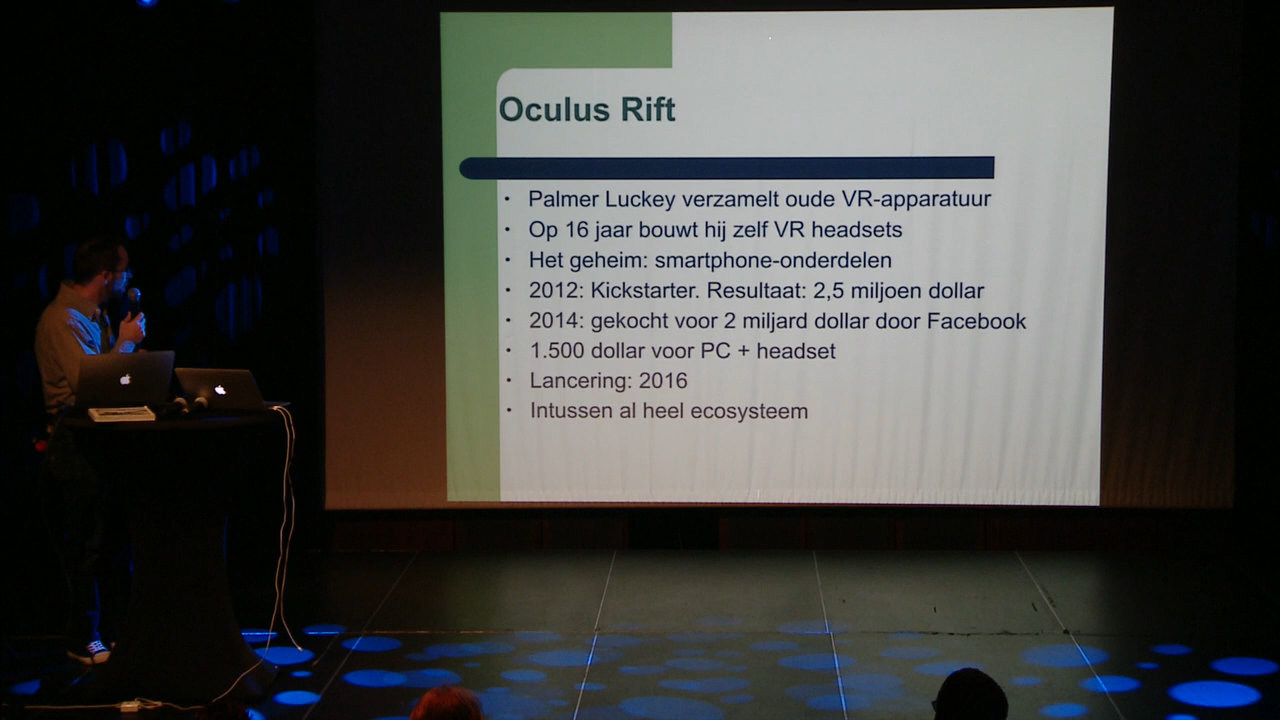 Oculus Rift
• Palmer Luckey verzamelt oude VR-apparatuur
• Op 16 jaar bouwt hij zelf VR headsets
• Het geheim: smartphone-onderdelen
• 2012: Kickstarter. Resultaat: 2,5 miljoen dollar
• 2014: gekocht voor 2 miljard dollar door Facebook
• 1.500 dollar voor PC + headset
• Lancering: 2016
• Intussen al heel ecosysteem